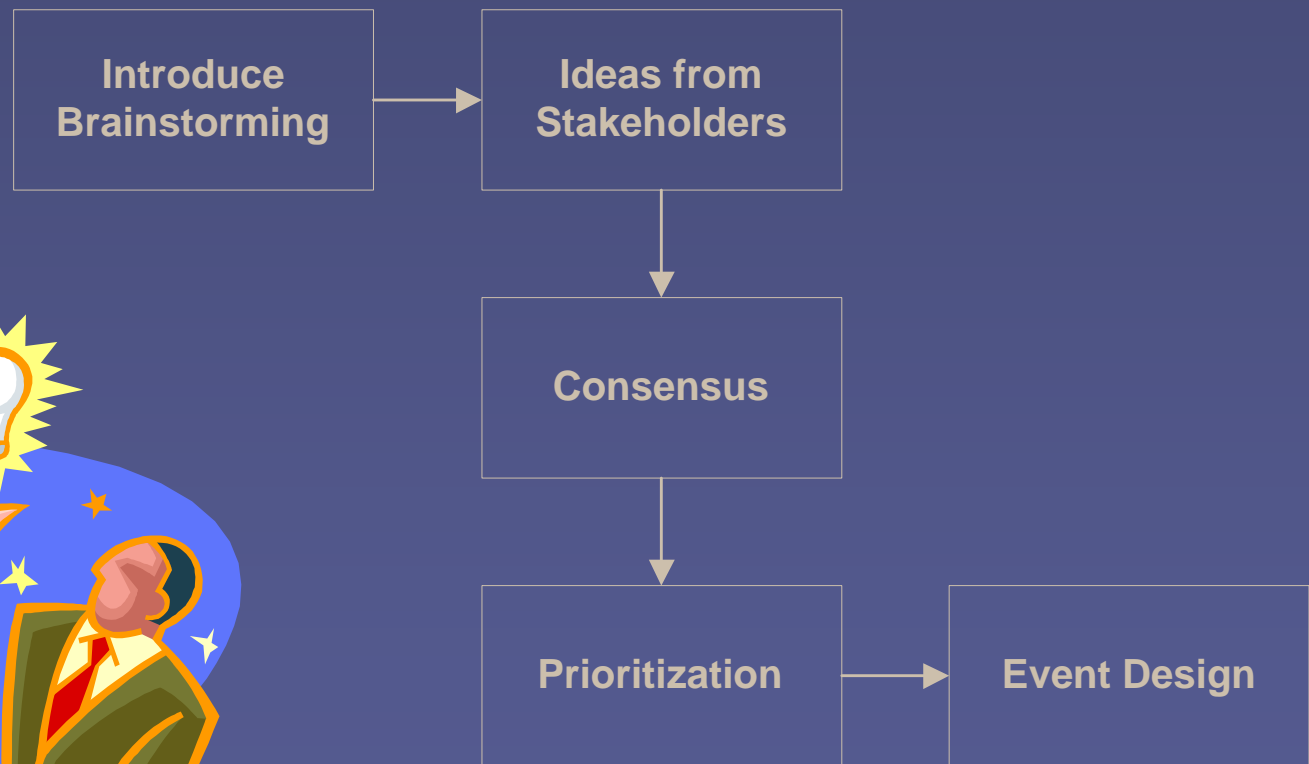 Introduce
Brainstorming
Ideas from
Stakeholders
Consensus
Prioritization
Event Design